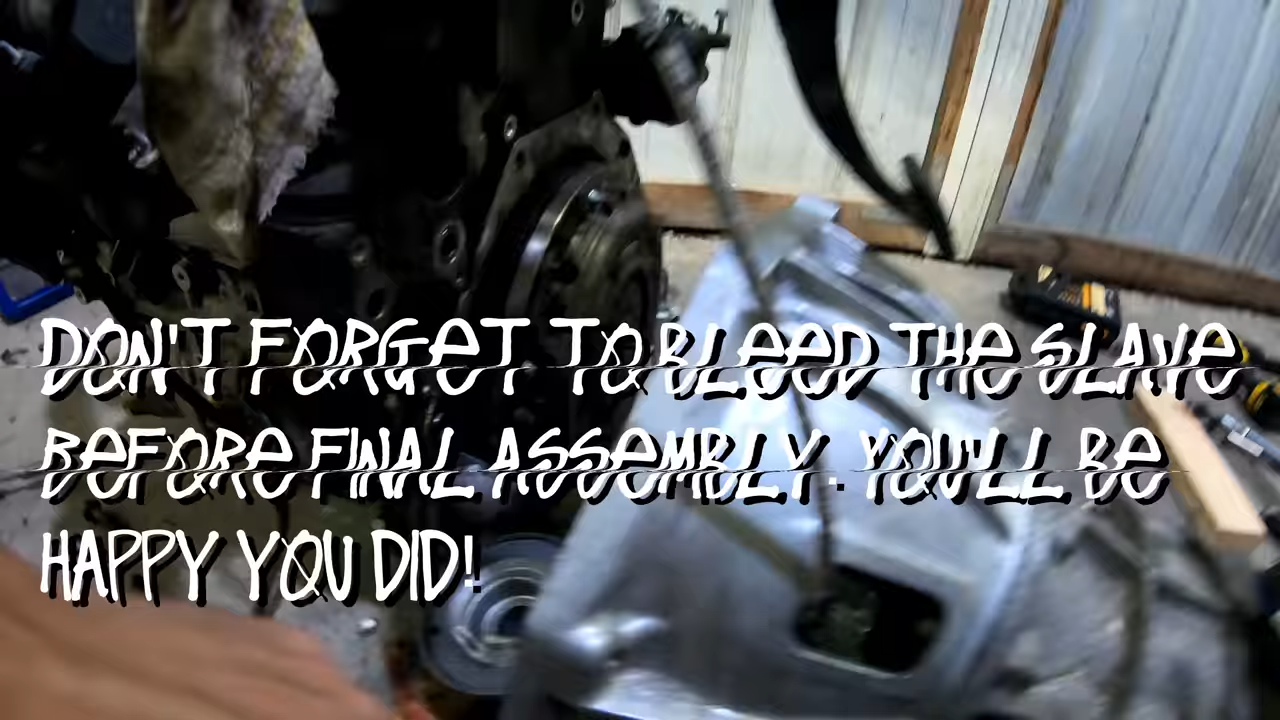 DON'T FORGET TO BLEED THE SLAVE
BEFORE FINAL ASSEMBLY. YOU'LL BE
HAPPY YOU DID!